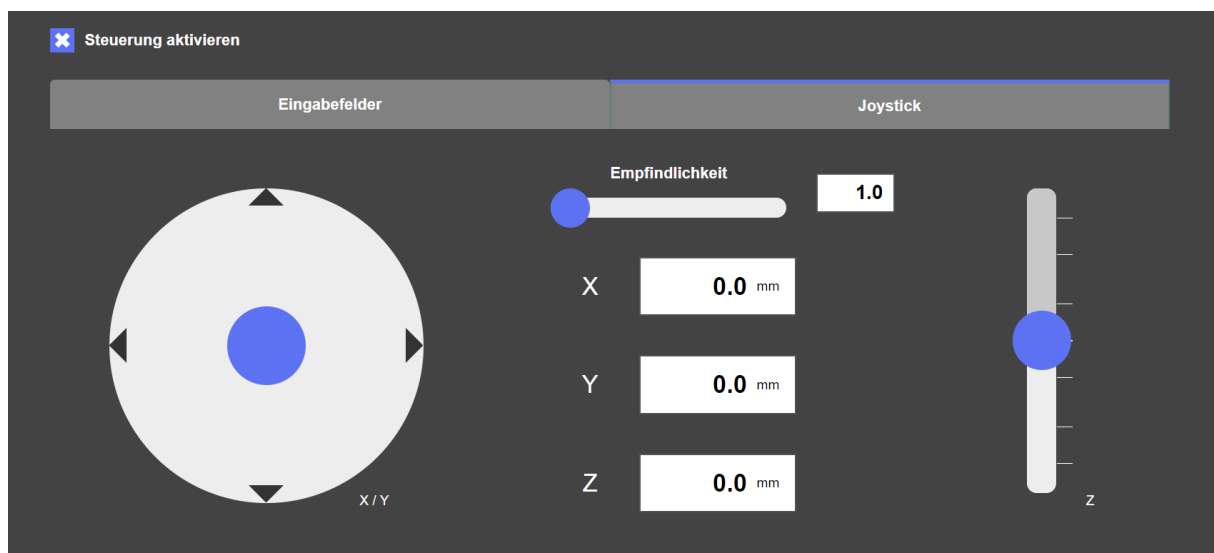 Steuerung aktivieren
Eingabefelder
Joystick
Empfindlichkeit
1.0
X 0.0 mm
Y 0.0 mm
Z 0.0 mm
X / Y
Z